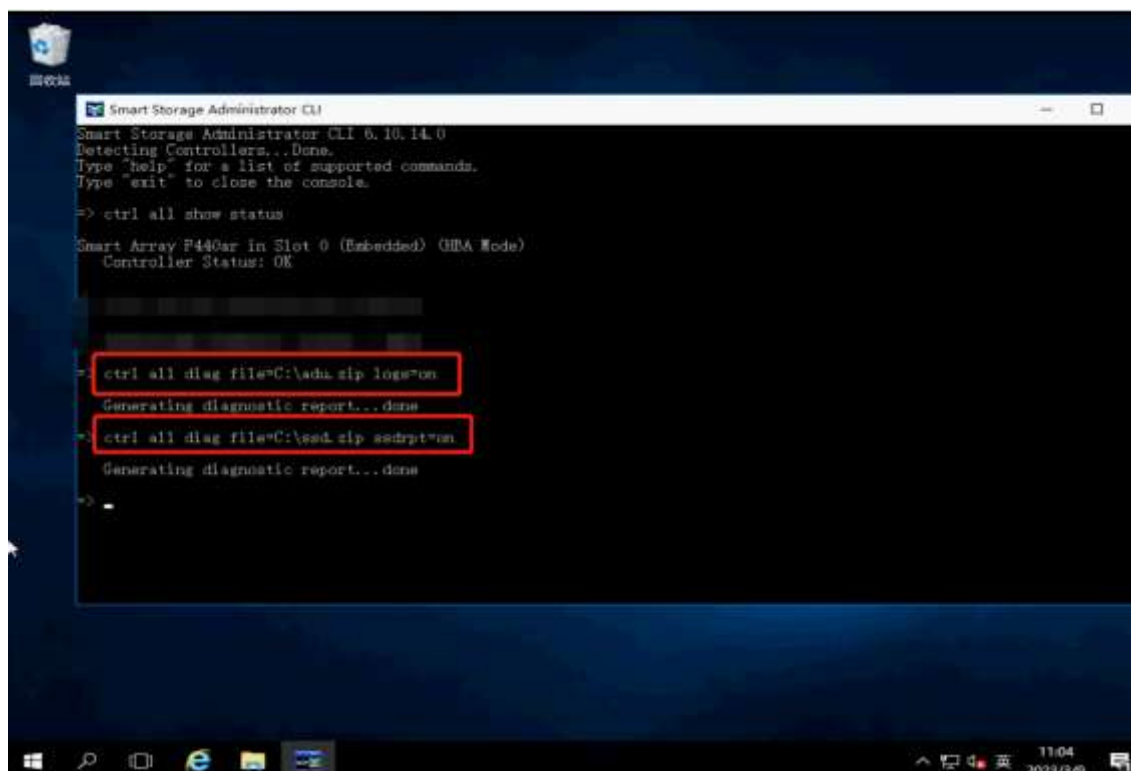 回收站
Smart Storage Administrator CLI
Smart Storage Administrator CLI 6.10.14.0
Detecting Controllers...Done.
Type "help" for a list of supported commands.
Type "exit" to close the console.
=> ctrl all show status
Smart Array P440ar in Slot 0 (Embedded) (HBA Mode)
Controller Status: OK
=> ctrl all diag file=C:\adu.zip logs=on
Generating diagnostic report...done
=> ctrl all diag file=C:\ssd.zip ssdrpt=on
Generating diagnostic report...done
=>
英
11:04